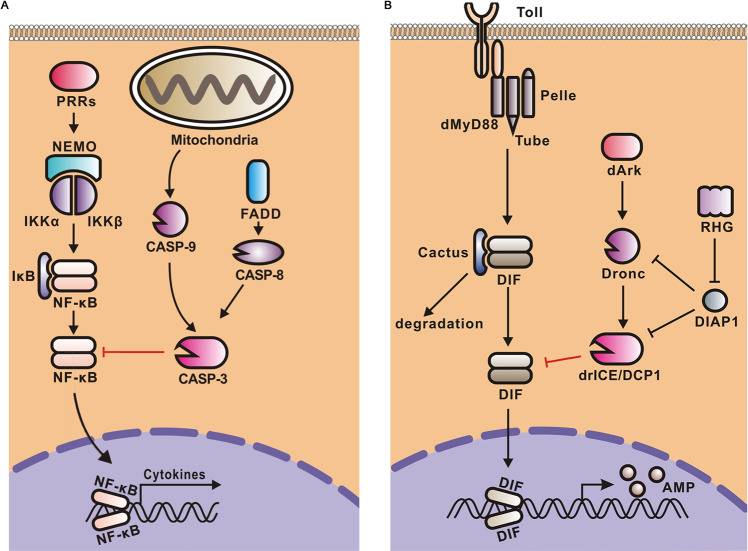 A
PRRs
NEMO
IKKα
IKKβ
IκB
NF-κB
NF-κB
Mitochondria
FADD
CASP-9
CASP-8
CASP-3
Cytokines
NF-κB
NF-κB
B
Toll
Pelle
dMyD88
Tube
dArk
RHG
Cactus
DIF
Dronc
DIAP1
degradation
drICE/DCP1
DIF
DIF
DIF
AMP